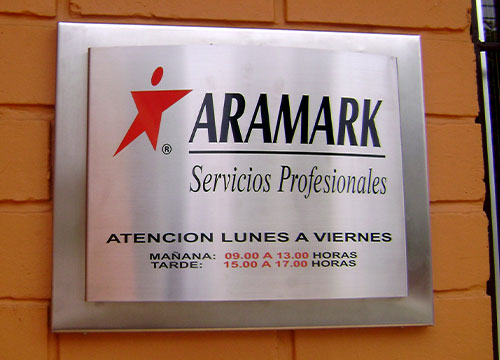 ARAMARK
®
Servicios Profesionales
ATENCION LUNES A VIERNES
MAÑANA: 09.00 A 13.00 HORAS
TARDE: 15.00 A 17.00 HORAS